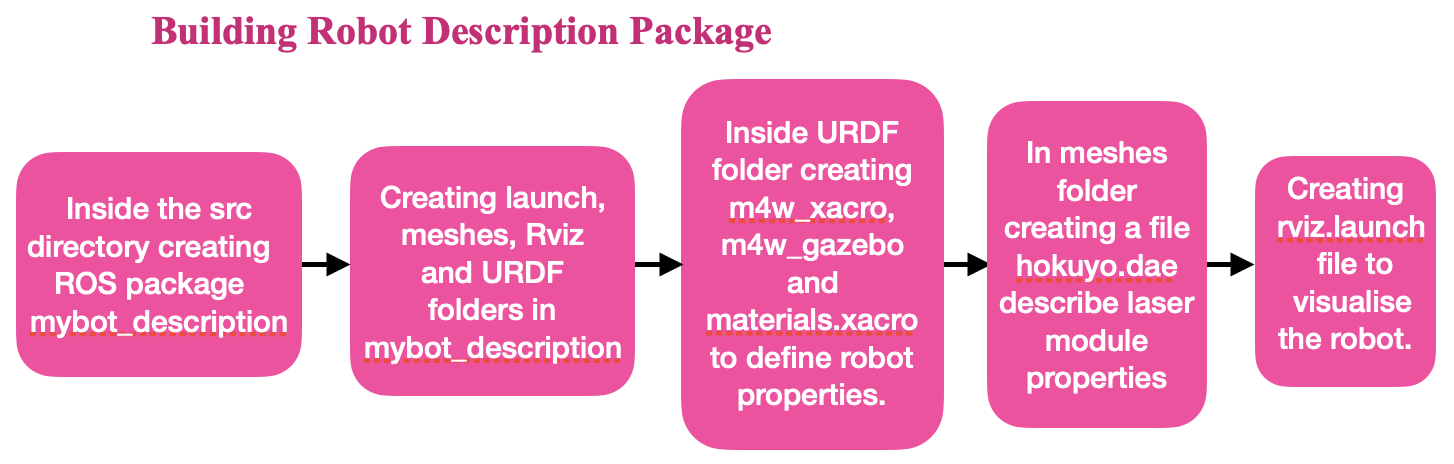 Building Robot Description Package
Inside the src
directory creating
ROS package
mybot_description
Creating launch,
meshes, Rviz
and URDF
folders in
mybot_description
Inside URDF
folder creating
m4w_xacro,
m4w_gazebo
and
materials.xacro
to define robot
properties.
In meshes
folder
creating a file
hokuyo.dae
describe laser
module
properties
Creating
rviz.launch
file to
visualise
the robot.